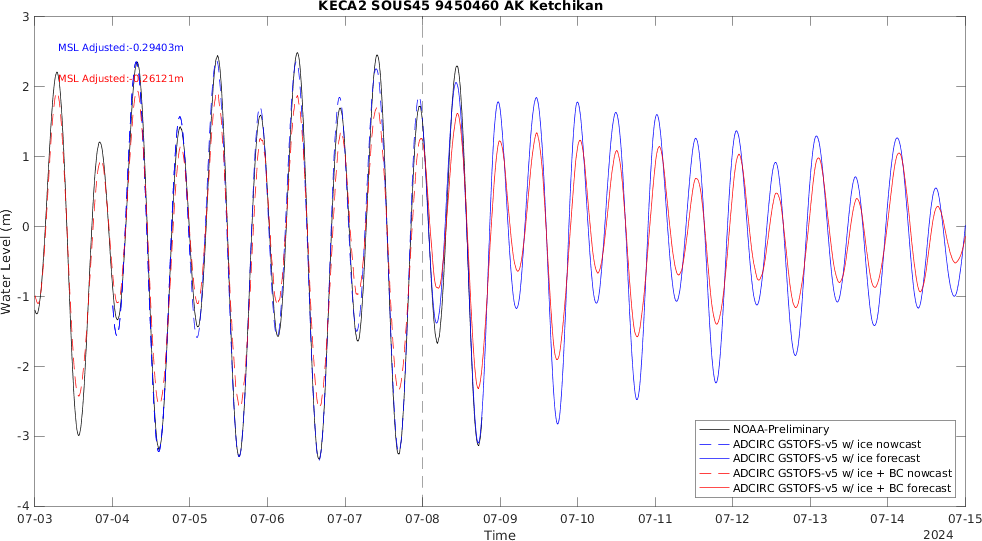 KECA2 SOUS45 9450460 AK Ketchikan
MSL Adjusted:-0.29403m
MSL Adjusted:-0.26121m
3
2
1
0
-1
-2
-3
-4
Water Level (m)
NOAA-Preliminary
ADCIRC GSTOFS-v5 w/ ice nowcast
ADCIRC GSTOFS-v5 w/ ice forecast
ADCIRC GSTOFS-v5 w/ ice + BC nowcast
ADCIRC GSTOFS-v5 w/ ice + BC forecast
07-03 07-04 07-05 07-06 07-07 07-08 07-09 07-10 07-11 07-12 07-13 07-14 07-15
Time
2024